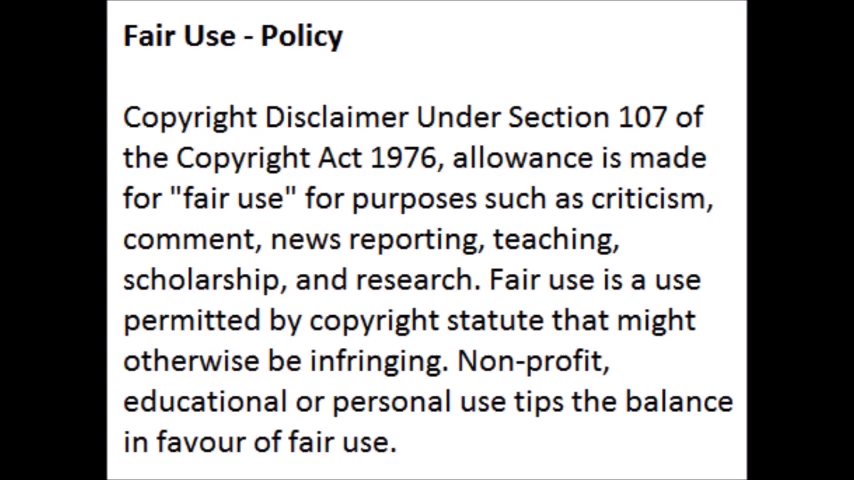 Fair Use - Policy
Copyright Disclaimer Under Section 107 of
the Copyright Act 1976, allowance is made
for "fair use" for purposes such as criticism,
comment, news reporting, teaching,
scholarship, and research. Fair use is a use
permitted by copyright statute that might
otherwise be infringing. Non-profit,
educational or personal use tips the balance
in favour of fair use.